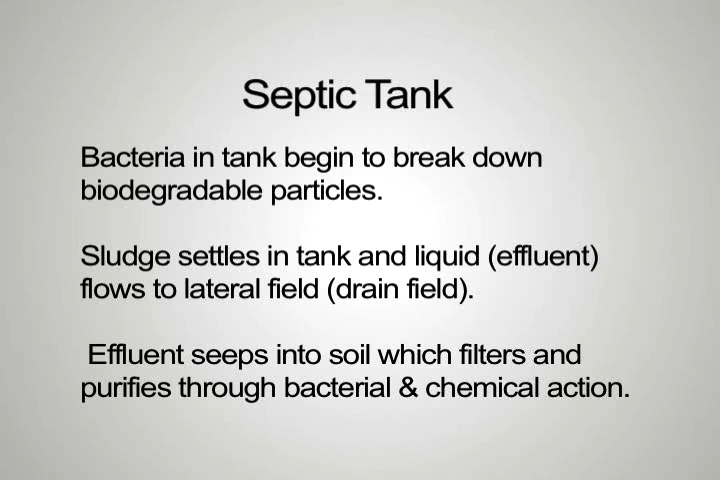 Septic Tank
Bacteria in tank begin to break down
biodegradable particles.
Sludge settles in tank and liquid (effluent)
flows to lateral field (drain field).
Effluent seeps into soil which filters and
purifies through bacterial & chemical action.